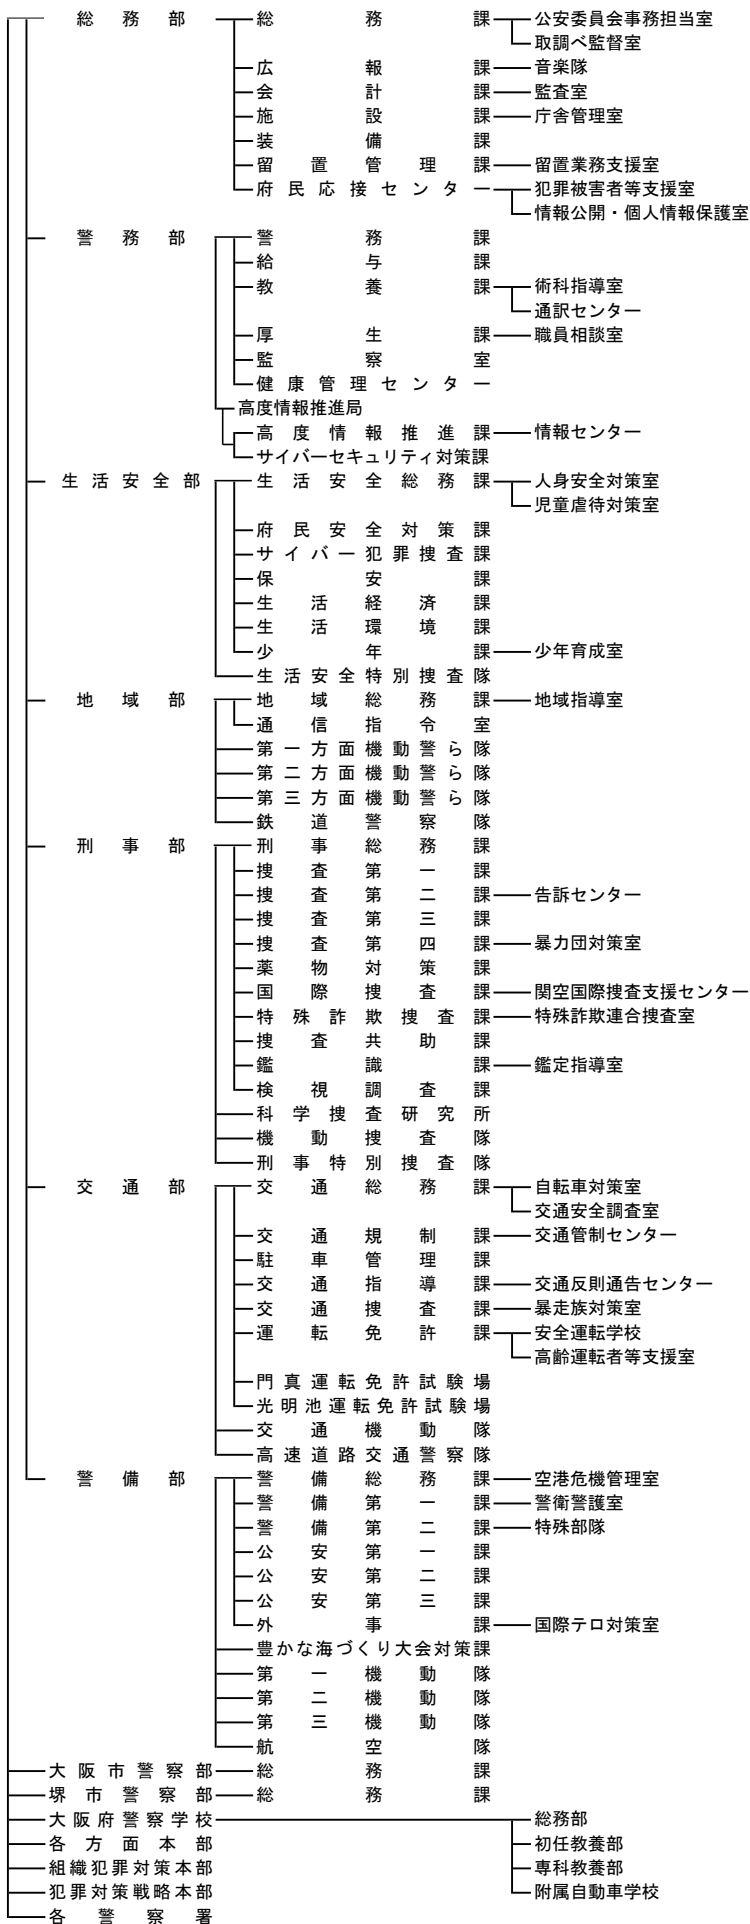 総務部 総務課 公安委員会事務担当室
取調べ監督室
広報課 音楽隊
会計課 監査室
施設課 庁舎管理室
装備課
留置管理課 留置業務支援室
府民応接センター 犯罪被害者等支援室
情報公開・個人情報保護室
警務部 警務課
給与課
教養課 術科指導室
通訳センター
厚生課 職員相談室
監察室
健康管理センター
高度情報推進局
高度情報推進課 情報センター
サイバーセキュリティ対策課
生活安全部 生活安全総務課 人身安全対策室
児童虐待対策室
府民安全対策課
サイバー犯罪捜査課
保安課
生活経済課
生活環境課
少年課 少年育成室
生活安全特別捜査隊
地域部 地域総務課 地域指導室
通信指令室
第一方面機動警ら隊
第二方面機動警ら隊
第三方面機動警ら隊
鉄道警察隊
刑事部 刑事総務課
捜査第一課
捜査第二課 告訴センター
捜査第三課
捜査第四課 暴力団対策室
薬物対策課
国際捜査課 関空国際捜査支援センター
特殊詐欺捜査課 特殊詐欺連合捜査室
捜査共助課
鑑識課 鑑定指導室
検視調査課
科学捜査研究所
機動捜査隊
刑事特別捜査隊
交通部 交通総務課 自転車対策室
交通安全調査室
交通規制課 交通管制センター
駐車管理課
交通指導課 交通反則通告センター
交通捜査課 暴走族対策室
運転免許課 安全運転学校
高齢運転者等支援室
門真運転免許試験場
光明池運転免許試験場
交通機動隊
高速道路交通警察隊
警備部 警備総務課 空港危機管理室
警備第一課 警衛警護室
警備第二課 特殊部隊
公安第一課
公安第二課
公安第三課
外事課 国際テロ対策室
豊かな海づくり大会対策課
第一機動隊
第二機動隊
第三機動隊
航空隊
大阪市警察部 総務課
堺市警察部 総務課
大阪府警察学校 総務部
各方面本部 初任教養部
組織犯罪対策本部 専科教養部
犯罪対策戦略本部 附属自動車学校
各警察署